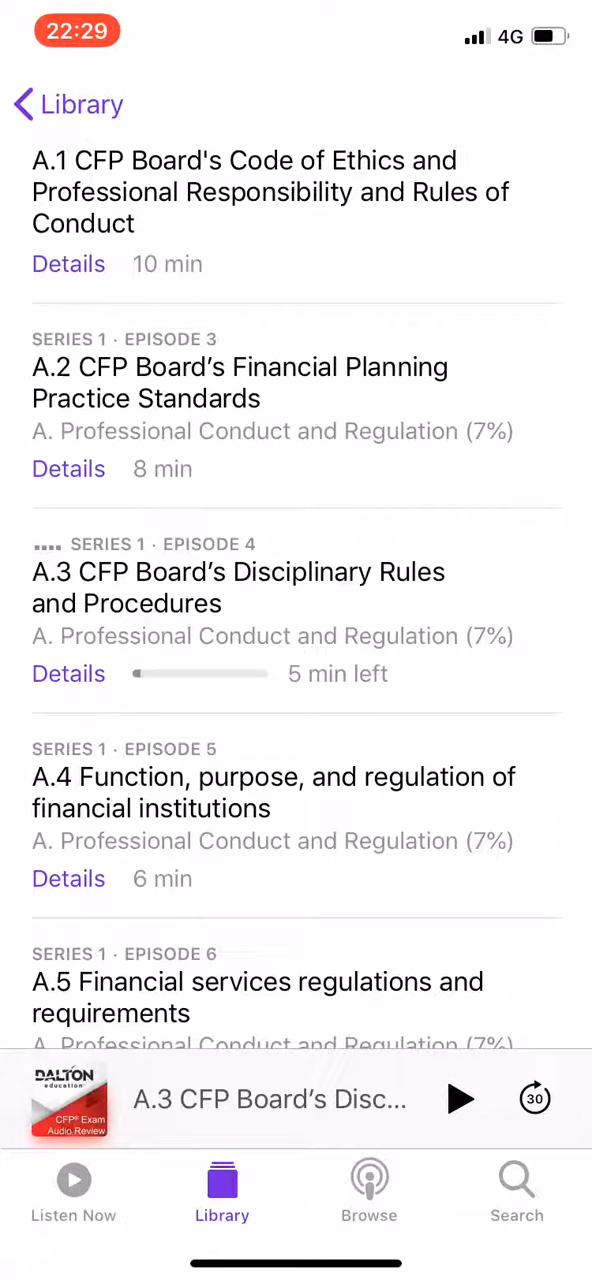 22:29
4G
Library
A.1 CFP Board's Code of Ethics and
Professional Responsibility and Rules of
Conduct
Details 10 min
SERIES 1 · EPISODE 3
A.2 CFP Board’s Financial Planning
Practice Standards
A. Professional Conduct and Regulation (7%)
Details 8 min
SERIES 1 · EPISODE 4
A.3 CFP Board’s Disciplinary Rules
and Procedures
A. Professional Conduct and Regulation (7%)
Details 5 min left
SERIES 1 · EPISODE 5
A.4 Function, purpose, and regulation of
financial institutions
A. Professional Conduct and Regulation (7%)
Details 6 min
SERIES 1 · EPISODE 6
A.5 Financial services regulations and
requirements
A. Professional Conduct and Regulation (7%)
DALTON
education
CFP® Exam
Audio Review
A.3 CFP Board’s Disc...
30
Listen Now Library Browse Search